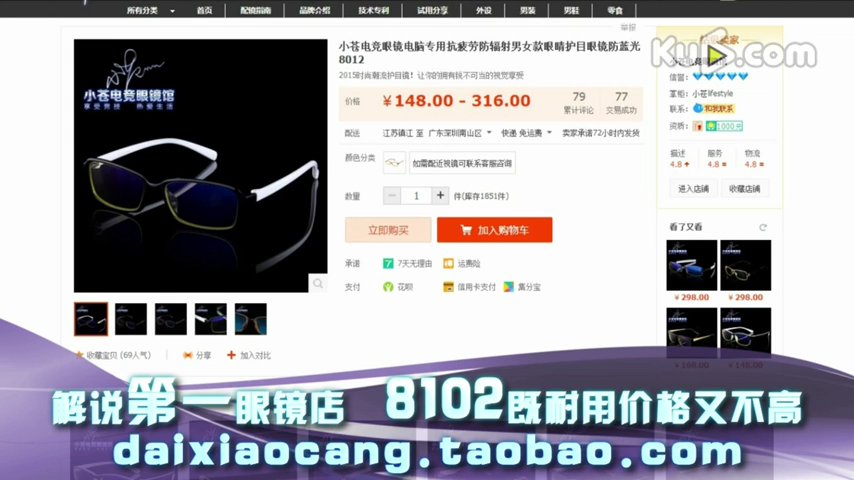 所有分类 首页 配镜指南 品牌介绍 技术专利 试用分享 外设 男装 男鞋 零食
举报
小苍电竞眼镜电脑专用抗疲劳防辐射男女款眼睛护目眼镜防蓝光
8012
2015时尚潮流护目镜！让你的拥有锐不可当的视觉享受
价格 ¥148.00 - 316.00 79 累计评论 77 交易成功
配送 江苏镇江 至 广东深圳南山区 快递 免运费 卖家承诺72小时内发货
颜色分类 如需配近视镜可联系客服咨询
数量 1 件(库存1851件)
立即购买 加入购物车
承诺 7天无理由 运费险
支付 花呗 信用卡支付 集分宝
收藏宝贝 (69人气) 分享 加入对比
小苍电竞眼镜馆
Ku6.com
信誉：
掌柜：小苍lifestyle
联系：和我联系
资质：1000元
描述 服务 物流
4.8 4.8 4.8
进入店铺 收藏店铺
看了又看
¥298.00 ¥298.00
解说第一眼镜店 8102既耐用价格又不高
daixiaocang.taobao.com